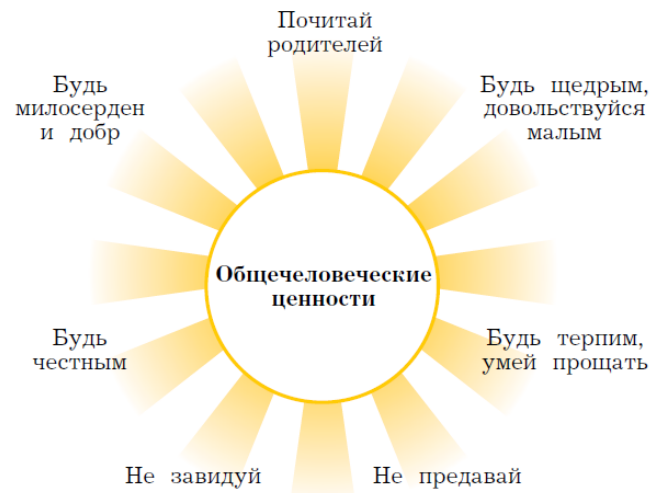 Почитай
родителей
Будь
милосерден
и добр
Будь щедрым,
довольствуйся
малым
Общечеловеческие
ценности
Будь
честным
Будь терпим,
умей прощать
Не завидуй
Не предавай